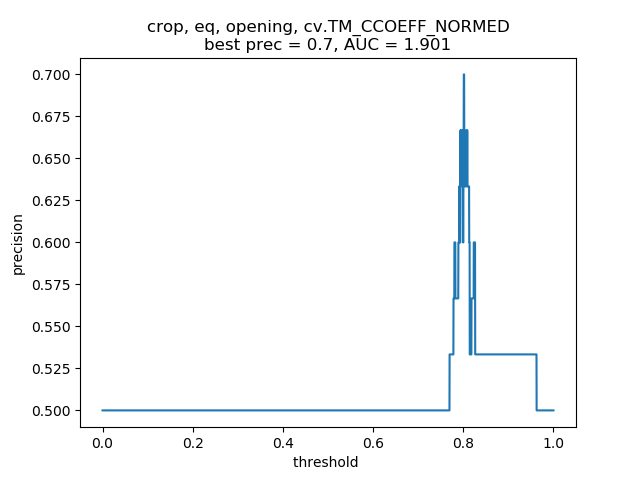 crop, eq, opening, cv.TM_CCOEFF_NORMED
best prec = 0.7, AUC = 1.901
0.700
0.675
0.650
0.625
0.600
0.575
0.550
0.525
0.500
precision
0.0 0.2 0.4 0.6 0.8 1.0
threshold